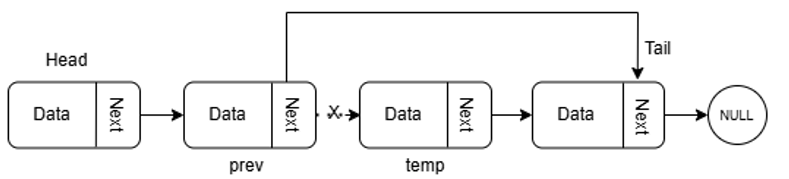 Head
Tail
Data Next
Data Next
X
Data Next
Data Next
NULL
prev
temp